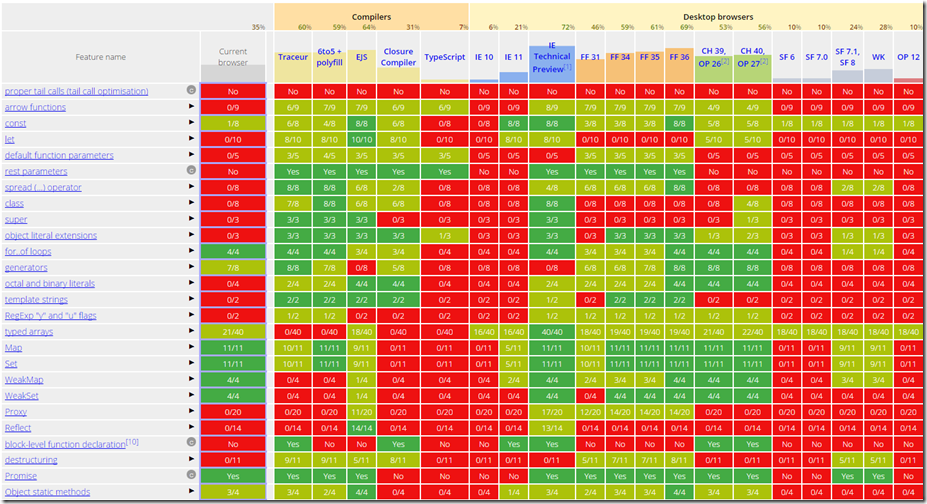 Compilers Desktop browsers
35% 60% 59% 64% 31% 7% 6% 21% 72% 46% 59% 61% 69% 53% 56% 10% 10% 24% 28% 10%
Feature name Current browser Traceur 6to5 + polyfill EJS Closure Compiler TypeScript IE 10 IE 11 IE Technical Preview[1] FF 31 FF 34 FF 35 FF 36 CH 39, OP 26[2] CH 40, OP 27[2] SF 6 SF 7.0 SF 7.1, SF 8 WK OP 12
proper tail calls (tail call optimisation) c No No No No No No No No No No No No No No No No No No No No
arrow functions 0/9 6/9 7/9 7/9 6/9 6/9 0/9 0/9 8/9 4/9 4/9 4/9 4/9 4/9 4/9 0/9 0/9 0/9 0/9 0/9
const 1/8 6/8 4/8 8/8 6/8 0/8 0/8 8/8 8/8 4/8 4/8 4/8 8/8 5/8 5/8 1/8 1/8 1/8 1/8 1/8
let 0/10 8/10 8/10 10/10 8/10 0/10 0/10 8/10 8/10 0/10 0/10 0/10 0/10 5/10 5/10 0/10 0/10 0/10 0/10 0/10
default function parameters 0/5 3/5 4/5 3/5 3/5 3/5 0/5 0/5 0/5 3/5 3/5 3/5 3/5 0/5 0/5 0/5 0/5 0/5 0/5 0/5
rest parameters c No Yes Yes Yes Yes Yes No No Yes Yes Yes Yes Yes No No No No No No No
spread (...) operator 0/8 8/8 8/8 6/8 2/8 0/8 0/8 0/8 4/8 6/8 6/8 6/8 8/8 0/8 0/8 0/8 0/8 2/8 2/8 0/8
class 0/8 7/8 8/8 6/8 6/8 0/8 0/8 0/8 8/8 0/8 0/8 0/8 0/8 0/8 4/8 0/8 0/8 0/8 0/8 0/8
super 0/3 3/3 3/3 3/3 0/3 0/3 0/3 0/3 3/3 0/3 0/3 0/3 0/3 0/3 1/3 0/3 0/3 0/3 0/3 0/3
object literal extensions 0/3 3/3 3/3 3/3 3/3 1/3 0/3 0/3 3/3 0/3 3/3 3/3 3/3 1/3 2/3 0/3 0/3 1/3 1/3 0/3
for..of loops 4/4 4/4 4/4 3/4 3/4 0/4 0/4 0/4 4/4 3/4 3/4 3/4 3/4 4/4 4/4 0/4 0/4 1/4 1/4 0/4
generators 7/8 8/8 7/8 0/8 5/8 0/8 0/8 0/8 0/8 6/8 6/8 7/8 8/8 8/8 8/8 0/8 0/8 0/8 0/8 0/8
octal and binary literals 0/4 2/4 2/4 4/4 4/4 0/4 0/4 0/4 4/4 2/4 2/4 2/4 4/4 4/4 4/4 0/4 0/4 0/4 0/4 0/4
template strings 0/2 2/2 2/2 2/2 2/2 0/2 0/2 0/2 1/2 0/2 2/2 2/2 2/2 0/2 0/2 0/2 0/2 0/2 0/2 0/2
RegExp "y" and "u" flags 0/2 1/2 1/2 0/2 0/2 0/2 0/2 0/2 1/2 1/2 1/2 1/2 1/2 0/2 0/2 0/2 0/2 0/2 0/2 0/2
typed arrays 21/40 0/40 0/40 18/40 0/40 0/40 16/40 16/40 40/40 18/40 19/40 19/40 19/40 21/40 22/40 18/40 18/40 18/40 18/40 18/40
Map 11/11 10/11 11/11 9/11 0/11 0/11 0/11 5/11 11/11 8/11 11/11 11/11 11/11 11/11 11/11 0/11 0/11 9/11 9/11 0/11
Set 11/11 10/11 11/11 9/11 0/11 0/11 0/11 5/11 11/11 8/11 11/11 11/11 11/11 11/11 11/11 0/11 0/11 9/11 9/11 0/11
WeakMap 4/4 0/4 0/4 1/4 0/4 0/4 0/4 2/4 4/4 2/4 3/4 3/4 4/4 4/4 4/4 0/4 0/4 3/4 3/4 0/4
WeakSet 4/4 0/4 0/4 1/4 0/4 0/4 0/4 0/4 4/4 0/4 4/4 4/4 4/4 4/4 4/4 0/4 0/4 0/4 0/4 0/4
Proxy 0/20 0/20 0/20 11/20 0/20 0/20 0/20 0/20 17/20 12/20 14/20 14/20 14/20 0/20 0/20 0/20 0/20 0/20 0/20 0/20
Reflect 0/14 0/14 0/14 14/14 0/14 0/14 0/14 0/14 13/14 0/14 0/14 0/14 0/14 0/14 0/14 0/14 0/14 0/14 0/14 0/14
block-level function declaration[10] c No Yes No No Yes No No Yes Yes No No No No Yes Yes No No No No No
destructuring 0/11 9/11 9/11 5/11 8/11 0/11 0/11 0/11 0/11 5/11 7/11 7/11 8/11 0/11 0/11 0/11 0/11 5/11 5/11 0/11
Promise c Yes Yes Yes Yes No No No No Yes Yes Yes Yes Yes Yes Yes No No Yes Yes No
Object static methods 3/4 3/4 2/4 4/4 0/4 0/4 0/4 1/4 3/4 3/4 3/4 3/4 4/4 3/4 3/4 0/4 0/4 0/4 0/4 0/4